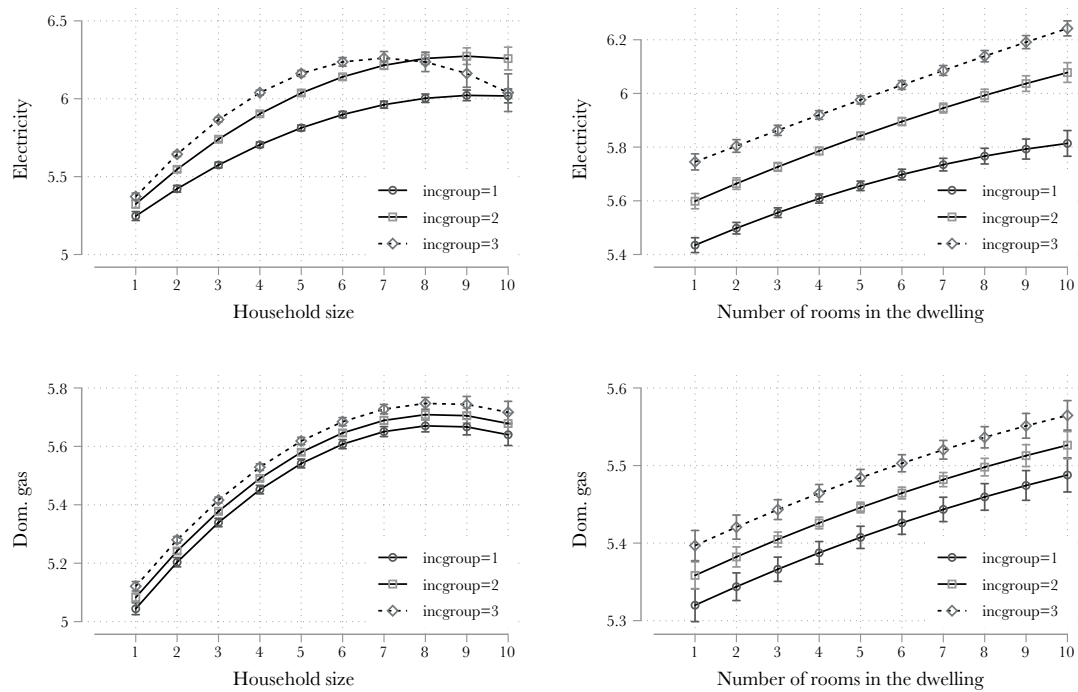 Electricity
6.5
6
5.5
5
incgroup=1
incgroup=2
incgroup=3
1 2 3 4 5 6 7 8 9 10
Household size
Electricity
6.2
6
5.8
5.6
5.4
incgroup=1
incgroup=2
incgroup=3
1 2 3 4 5 6 7 8 9 10
Number of rooms in the dwelling
Dom. gas
5.8
5.6
5.4
5.2
5
incgroup=1
incgroup=2
incgroup=3
1 2 3 4 5 6 7 8 9 10
Household size
Dom. gas
5.6
5.5
5.4
5.3
incgroup=1
incgroup=2
incgroup=3
1 2 3 4 5 6 7 8 9 10
Number of rooms in the dwelling